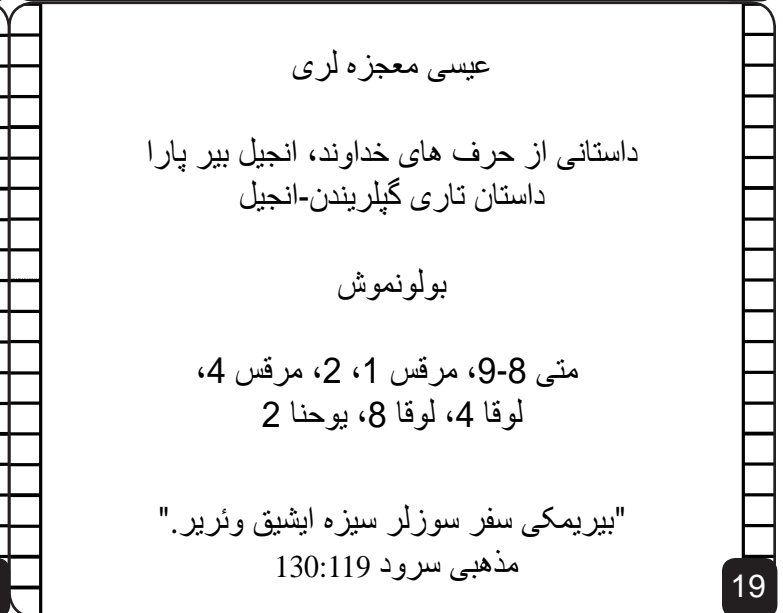 عیسی معجزه لری
داستانی از حرف های خداوند، انجیل بیر پارا
داستان تاری گپلریندن-انجیل
بولونموش
متی 8-9، مرقس 1، 2، مرقس 4،
لوقا 4، لوقا 8، یوحنا 2
"بیریمکی سفر سوزلر سیزه ایشیق وئریر."
مذهبی سرود 130:119
19